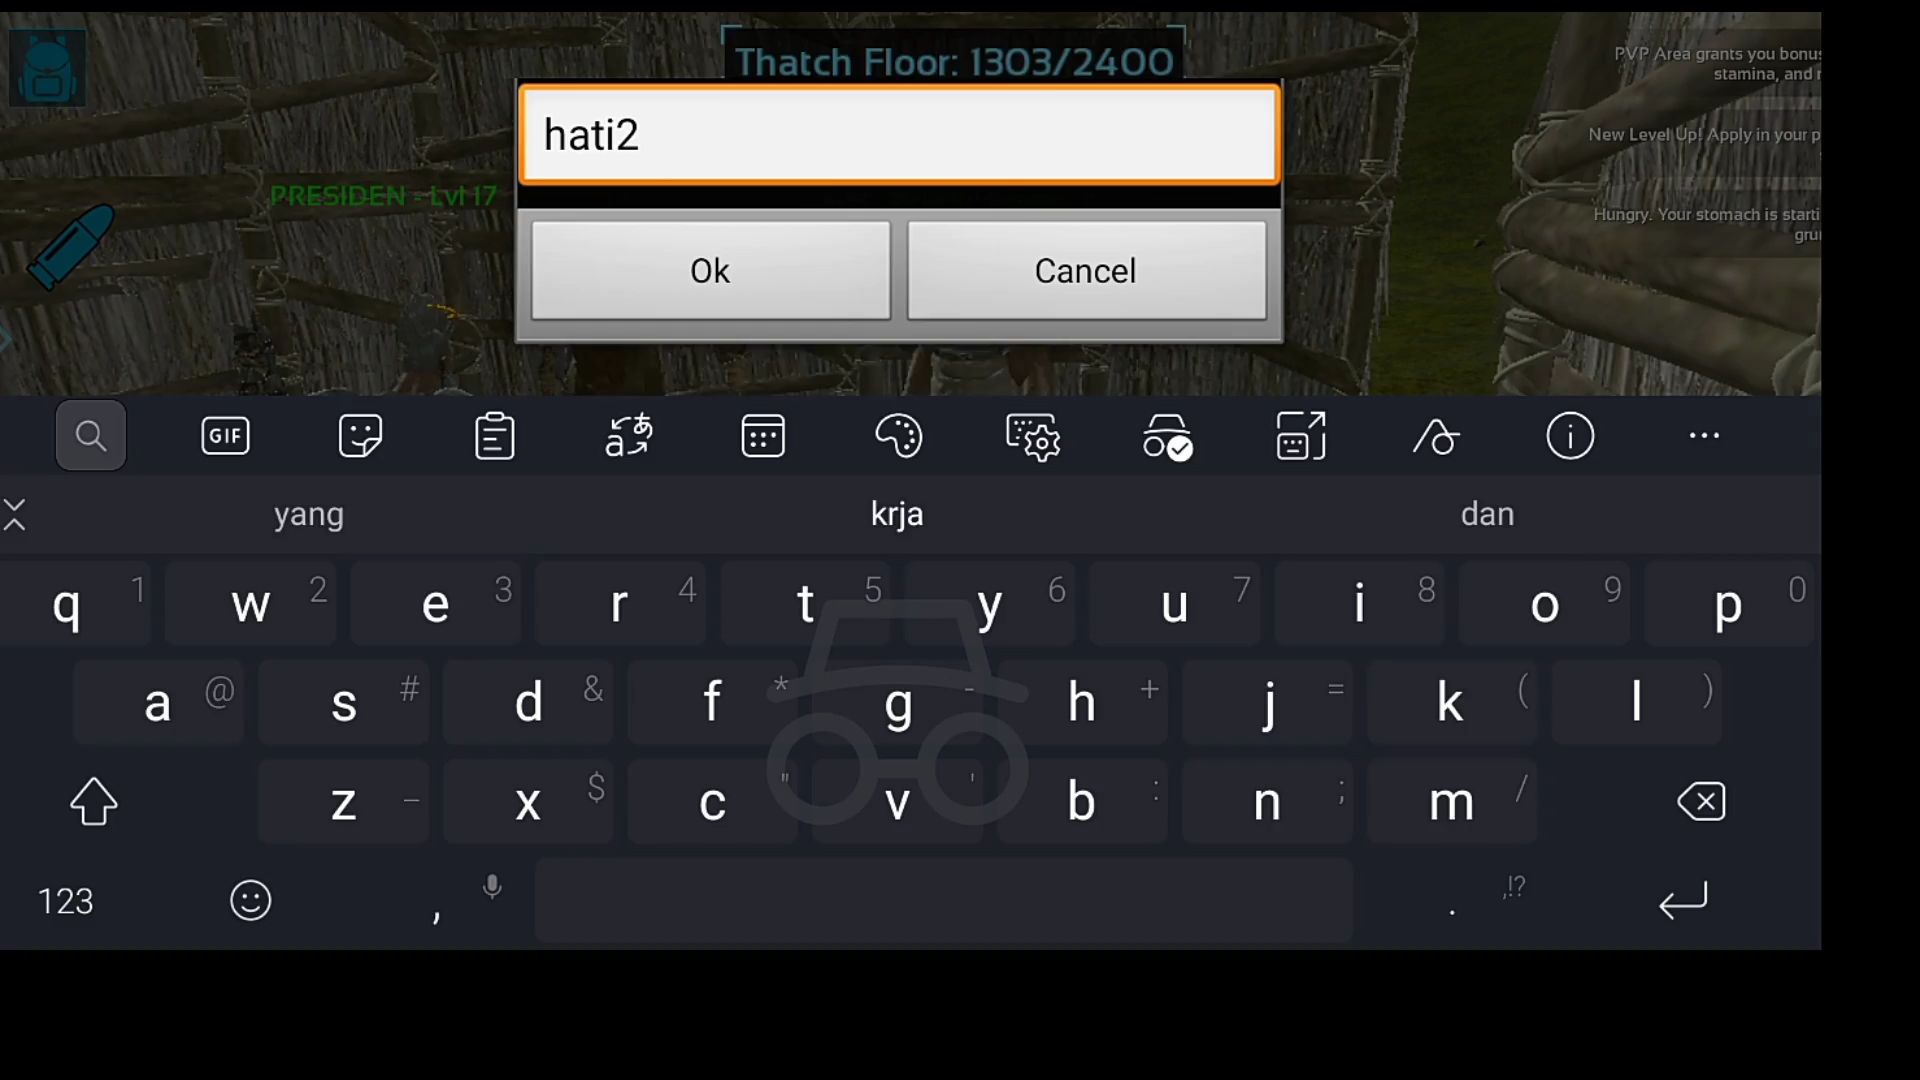 Thatch Floor: 1303/2400
PVP Area grants you bonus
stamina, and
hati2
New Level Up! Apply in your p
PRESIDEN - Lvl 17
Hungry. Your stomach is starti
gru
Ok Cancel
GIF
yang krja dan
q 1 w 2 e 3 r 4 t 5 y 6 u 7 i 8 o 9 p 0
a @ s # d & f * g - h + j = k ( l )
z _ x $ c " v ' b : n ; m /
123 , . ,!?